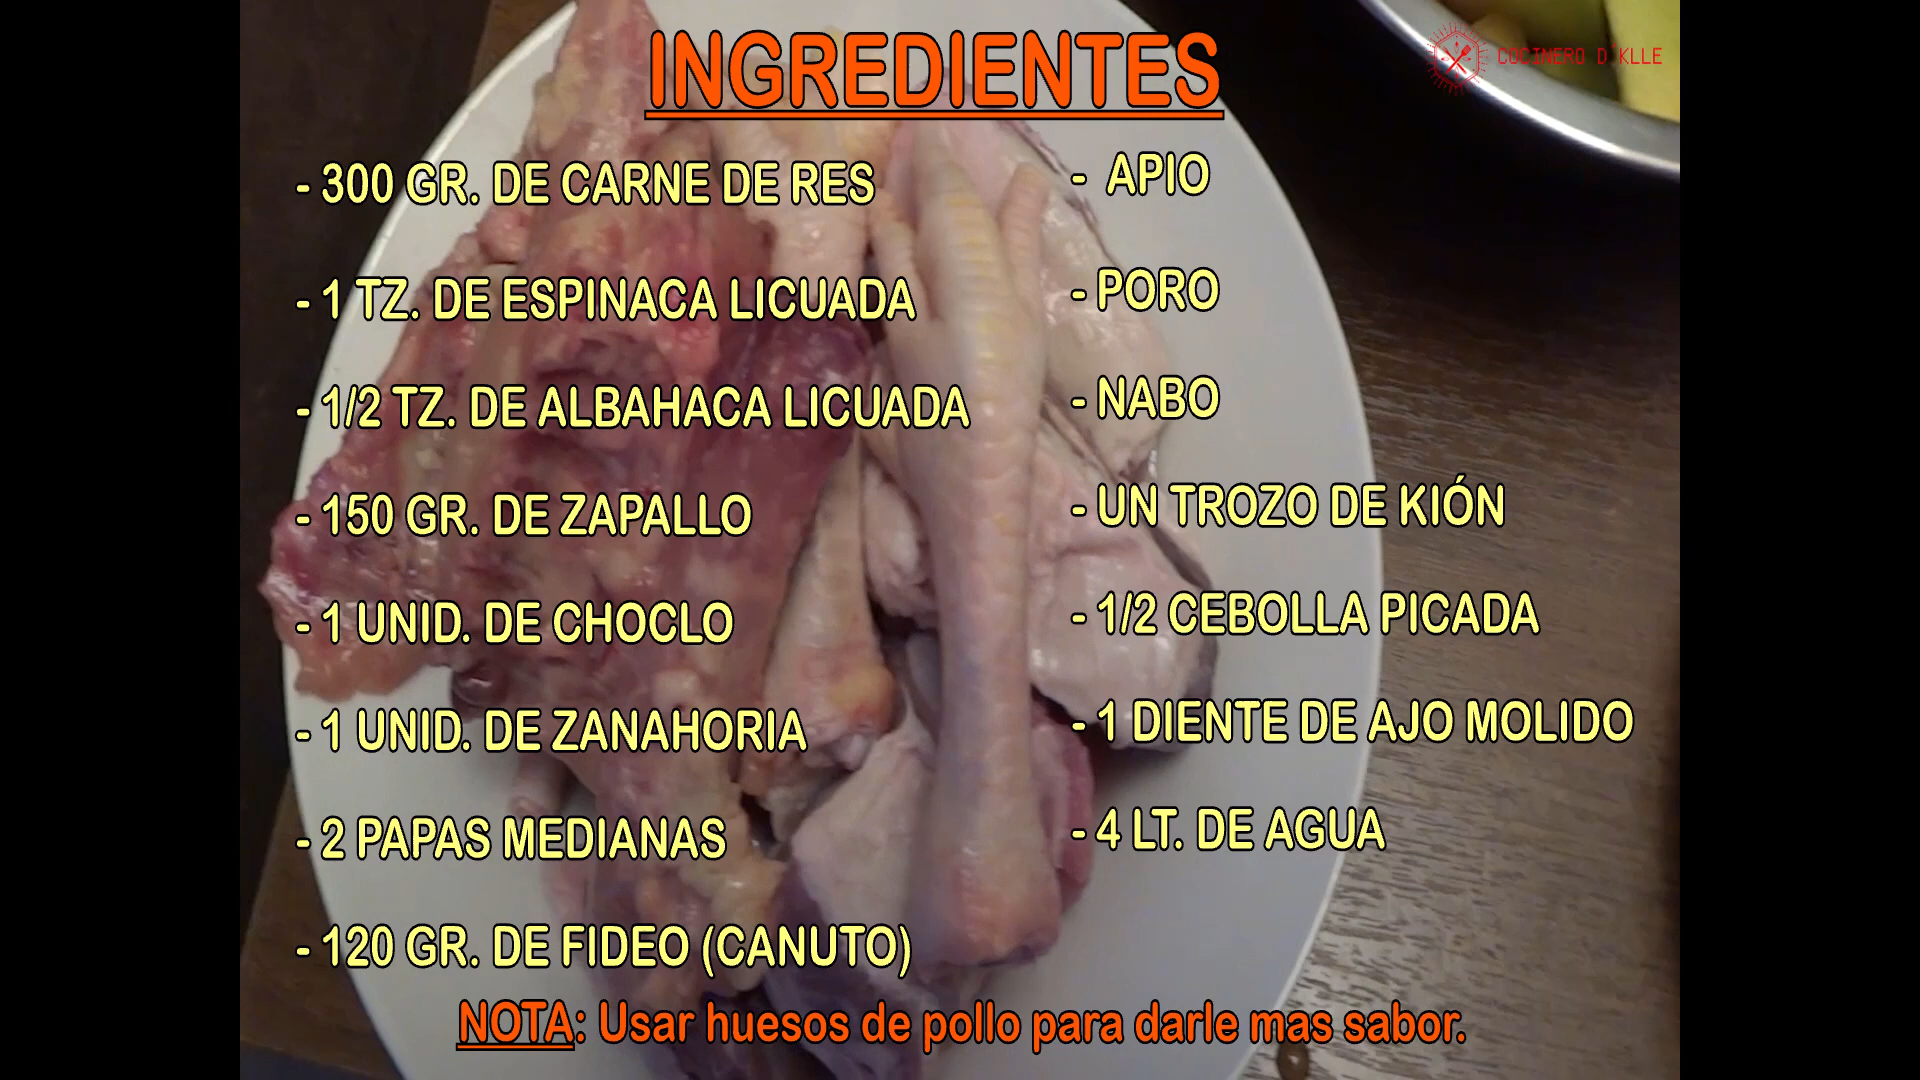 INGREDIENTES
COCINERO D'KLLE
- 300 GR. DE CARNE DE RES
- 1 TZ. DE ESPINACA LICUADA
- 1/2 TZ. DE ALBAHACA LICUADA
- 150 GR. DE ZAPALLO
- 1 UNID. DE CHOCLO
- 1 UNID. DE ZANAHORIA
- 2 PAPAS MEDIANAS
- 120 GR. DE FIDEO (CANUTO)
- APIO
- PORO
- NABO
- UN TROZO DE KIÓN
- 1/2 CEBOLLA PICADA
- 1 DIENTE DE AJO MOLIDO
- 4 LT. DE AGUA
NOTA: Usar huesos de pollo para darle mas sabor.